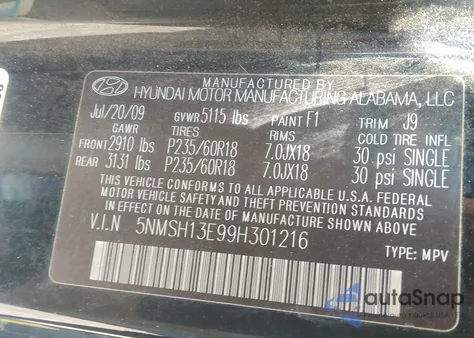 MANUFACTURED BY
HYUNDAI MOTOR MANUFACTURING ALABAMA, LLC
Jul/20/09 GVWR 5115 lbs PAINT F1 TRIM J9
GAWR TIRES RIMS COLD TIRE INFL
FRONT 2910 lbs P235/60R18 7.0JX18 30 psi SINGLE
REAR 3131 lbs P235/60R18 7.0JX18 30 psi SINGLE
THIS VEHICLE CONFORMS TO ALL APPLICABLE U.S.A. FEDERAL
MOTOR VEHICLE SAFETY AND THEFT PREVENTION STANDARDS
IN EFFECT ON THE DATE OF MANUFACTURE SHOWN ABOVE.
V.I.N 5NMSH13E99H301216
TYPE: MPV
autoSnap